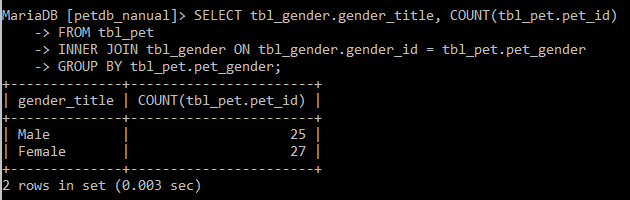 MariaDB [petdb_nanual]> SELECT tbl_gender.gender_title, COUNT(tbl_pet.pet_id)
    -> FROM tbl_pet
    -> INNER JOIN tbl_gender ON tbl_gender.gender_id = tbl_pet.pet_gender
    -> GROUP BY tbl_pet.pet_gender;
+--------------+-----------------------+
| gender_title | COUNT(tbl_pet.pet_id) |
+--------------+-----------------------+
| Male         |                    25 |
| Female       |                    27 |
+--------------+-----------------------+
2 rows in set (0.003 sec)